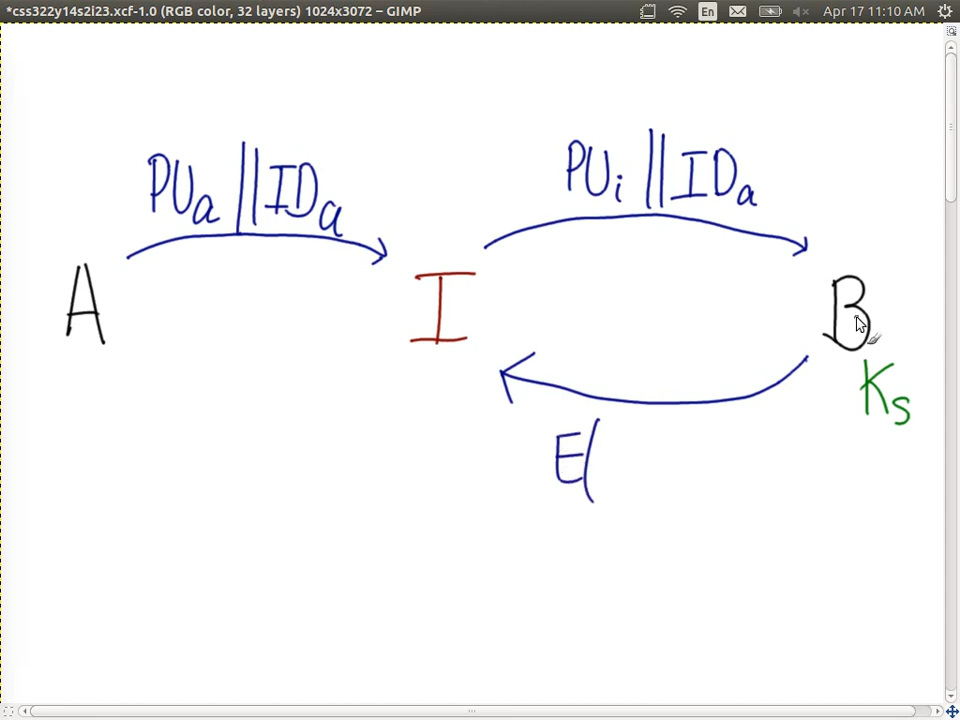 *css322y14s2i23.xcf-1.0 (RGB color, 32 layers) 1024x3072 – GIMP
En
Apr 17 11:10 AM
PUa || IDa
PUi || IDa
A
I
B
Ks
E(